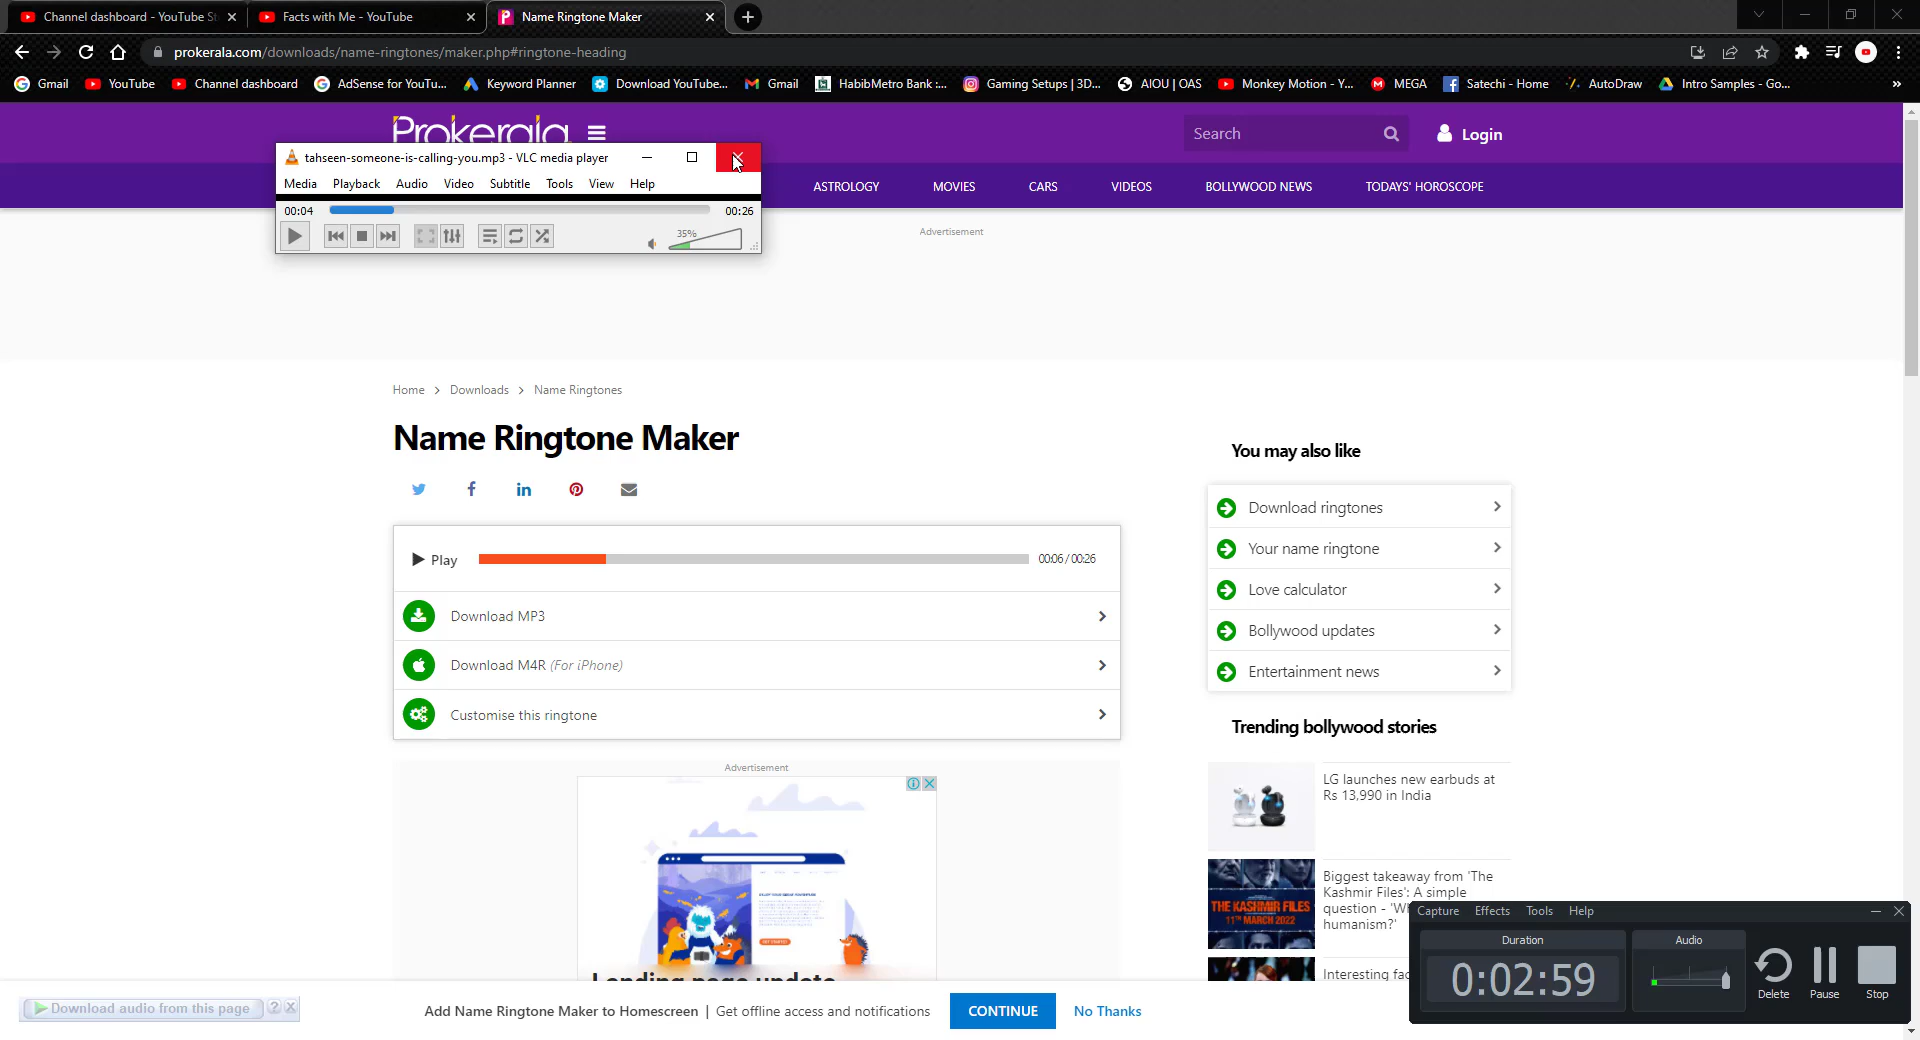 Channel dashboard - YouTube St
Facts with Me - YouTube
Name Ringtone Maker
prokerala.com/downloads/name-ringtones/maker.php#ringtone-heading
Gmail
YouTube
Channel dashboard
AdSense for YouTu...
Keyword Planner
Download YouTube...
Gmail
HabibMetro Bank :...
Gaming Setups | 3D...
AIOU | OAS
Monkey Motion - Y...
MEGA
Satechi - Home
AutoDraw
Intro Samples - Go...
Prokerala
Search
Login
tahseen-someone-is-calling-you.mp3 - VLC media player
Media Playback Audio Video Subtitle Tools View Help
00:04
00:26
35%
ASTROLOGY
MOVIES
CARS
VIDEOS
BOLLYWOOD NEWS
TODAYS' HOROSCOPE
Advertisement
Home > Downloads > Name Ringtones
Name Ringtone Maker
Play
00:06 / 00:26
Download MP3
Download M4R (For iPhone)
Customise this ringtone
Advertisement
GET STARTED
Landing page update
You may also like
Download ringtones
Your name ringtone
Love calculator
Bollywood updates
Entertainment news
Trending bollywood stories
LG launches new earbuds at
Rs 13,990 in India
THE KASHMIR FILES
11TH MARCH 2022
Biggest takeaway from 'The
Kashmir Files': A simple
question - 'W
humanism?'
Interesting fac
Capture Effects Tools Help
Duration
0:02:59
Audio
Delete
Pause
Stop
Download audio from this page
Add Name Ringtone Maker to Homescreen | Get offline access and notifications
CONTINUE
No Thanks